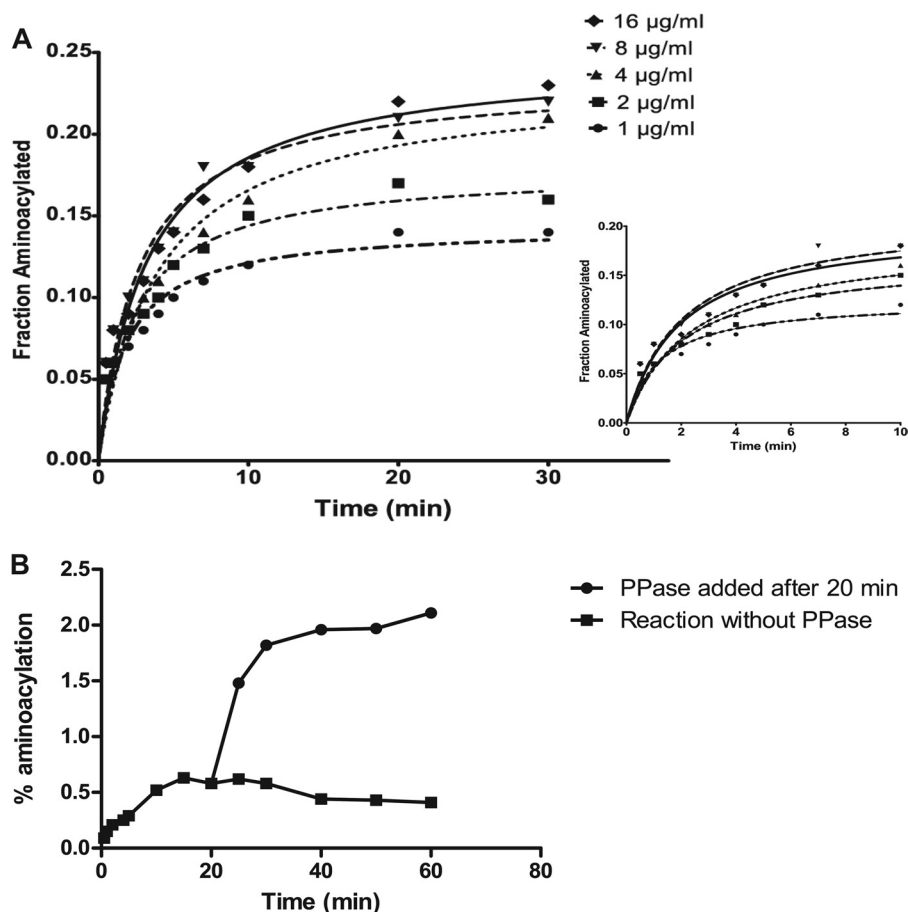 A
16 µg/ml
8 µg/ml
4 µg/ml
2 µg/ml
1 µg/ml
Fraction Aminoacylated
0.25
0.20
0.15
0.10
0.05
0.00
0 10 20 30
Time (min)
Fraction Aminoacylated
0.20
0.15
0.10
0.05
0.00
0 2 4 6 8 10
Time (min)
B
% aminoacylation
2.5
2.0
1.5
1.0
0.5
0.0
0 20 40 60 80
Time (min)
PPase added after 20 min
Reaction without PPase